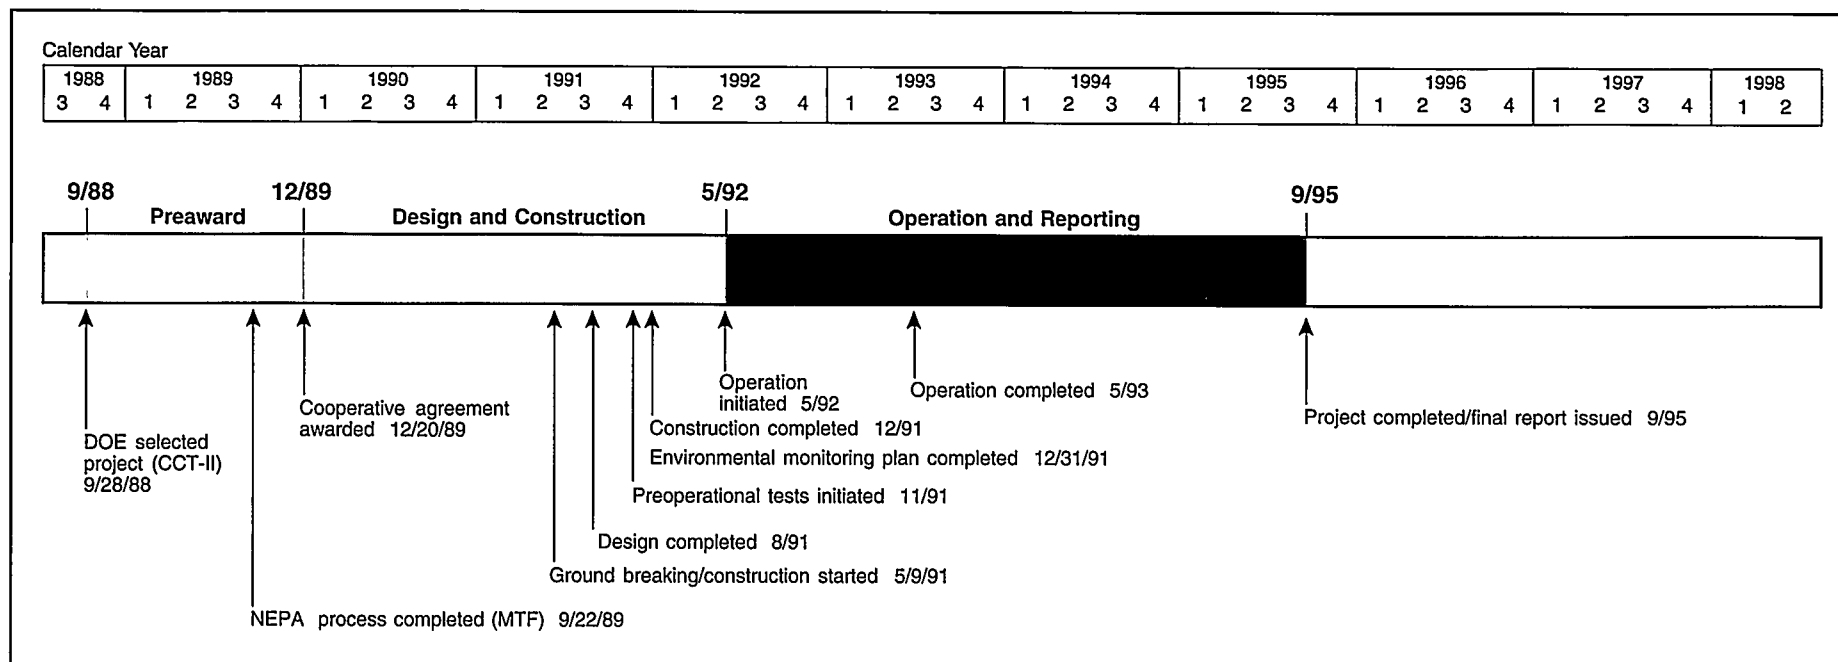 Calendar Year
1988 1989 1990 1991 1992 1993 1994 1995 1996 1997 1998
3 4 1 2 3 4 1 2 3 4 1 2 3 4 1 2 3 4 1 2 3 4 1 2 3 4 1 2 3 4 1 2 3 4 1 2 3 4 1 2
9/88 12/89 5/92 9/95
Preaward Design and Construction Operation and Reporting
Operation
initiated 5/92
Operation completed 5/93
Cooperative agreement
awarded 12/20/89
Project completed/final report issued 9/95
Construction completed 12/91
DOE selected
project (CCT-II)
9/28/88
Environmental monitoring plan completed 12/31/91
Preoperational tests initiated 11/91
Design completed 8/91
Ground breaking/construction started 5/9/91
NEPA process completed (MTF) 9/22/89